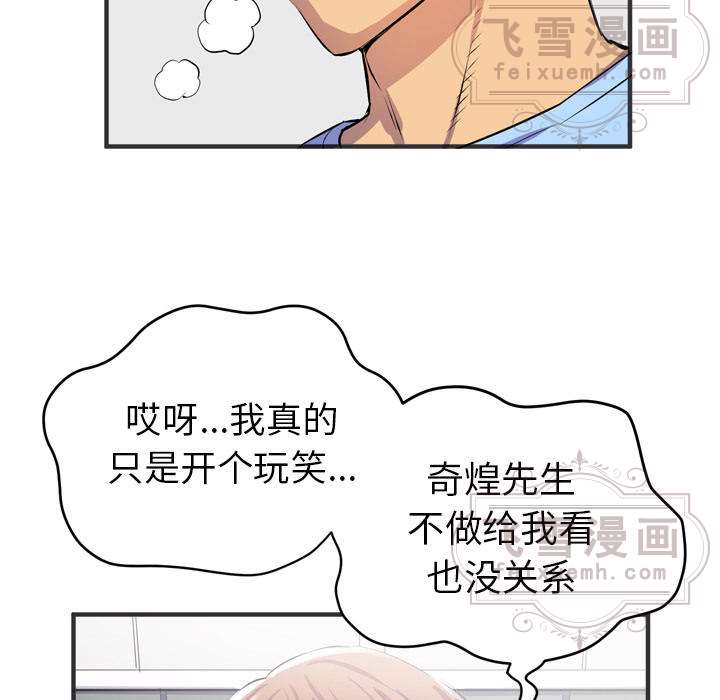 飞雪漫画
feixuemh.com
哎呀...我真的
只是开个玩笑...
奇煌先生
不做给我看
也没关系
飞雪漫画
feixuemh.com